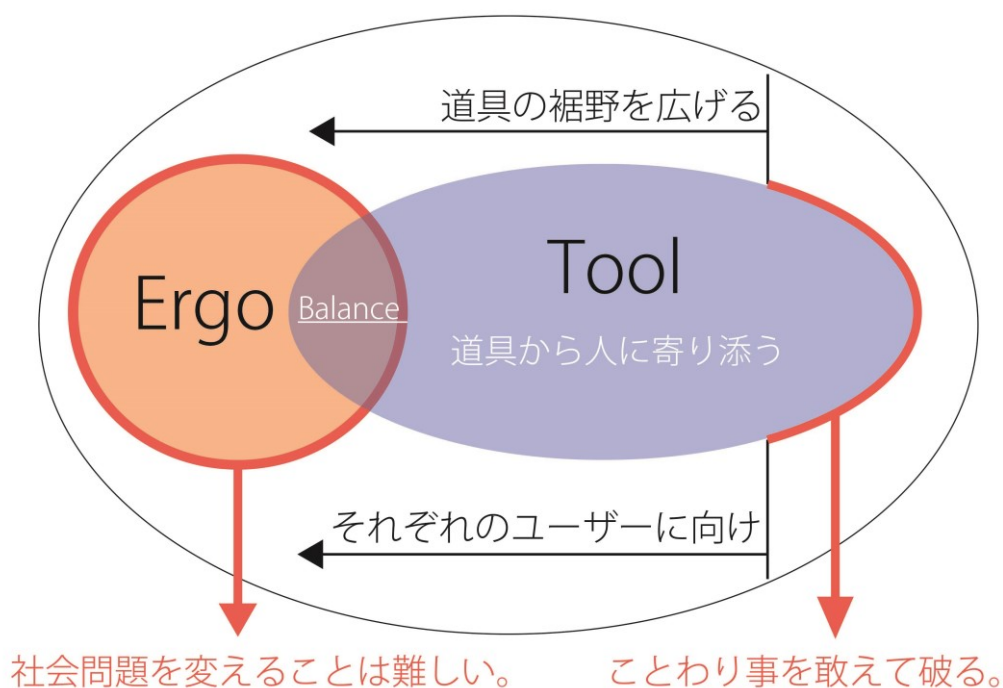 道具の裾野を広げる
Tool
Ergo
Balance
道具から人に寄り添う
それぞれのユーザーに向け
社会問題を変えることは難しい。
ことわり事を敢えて破る。